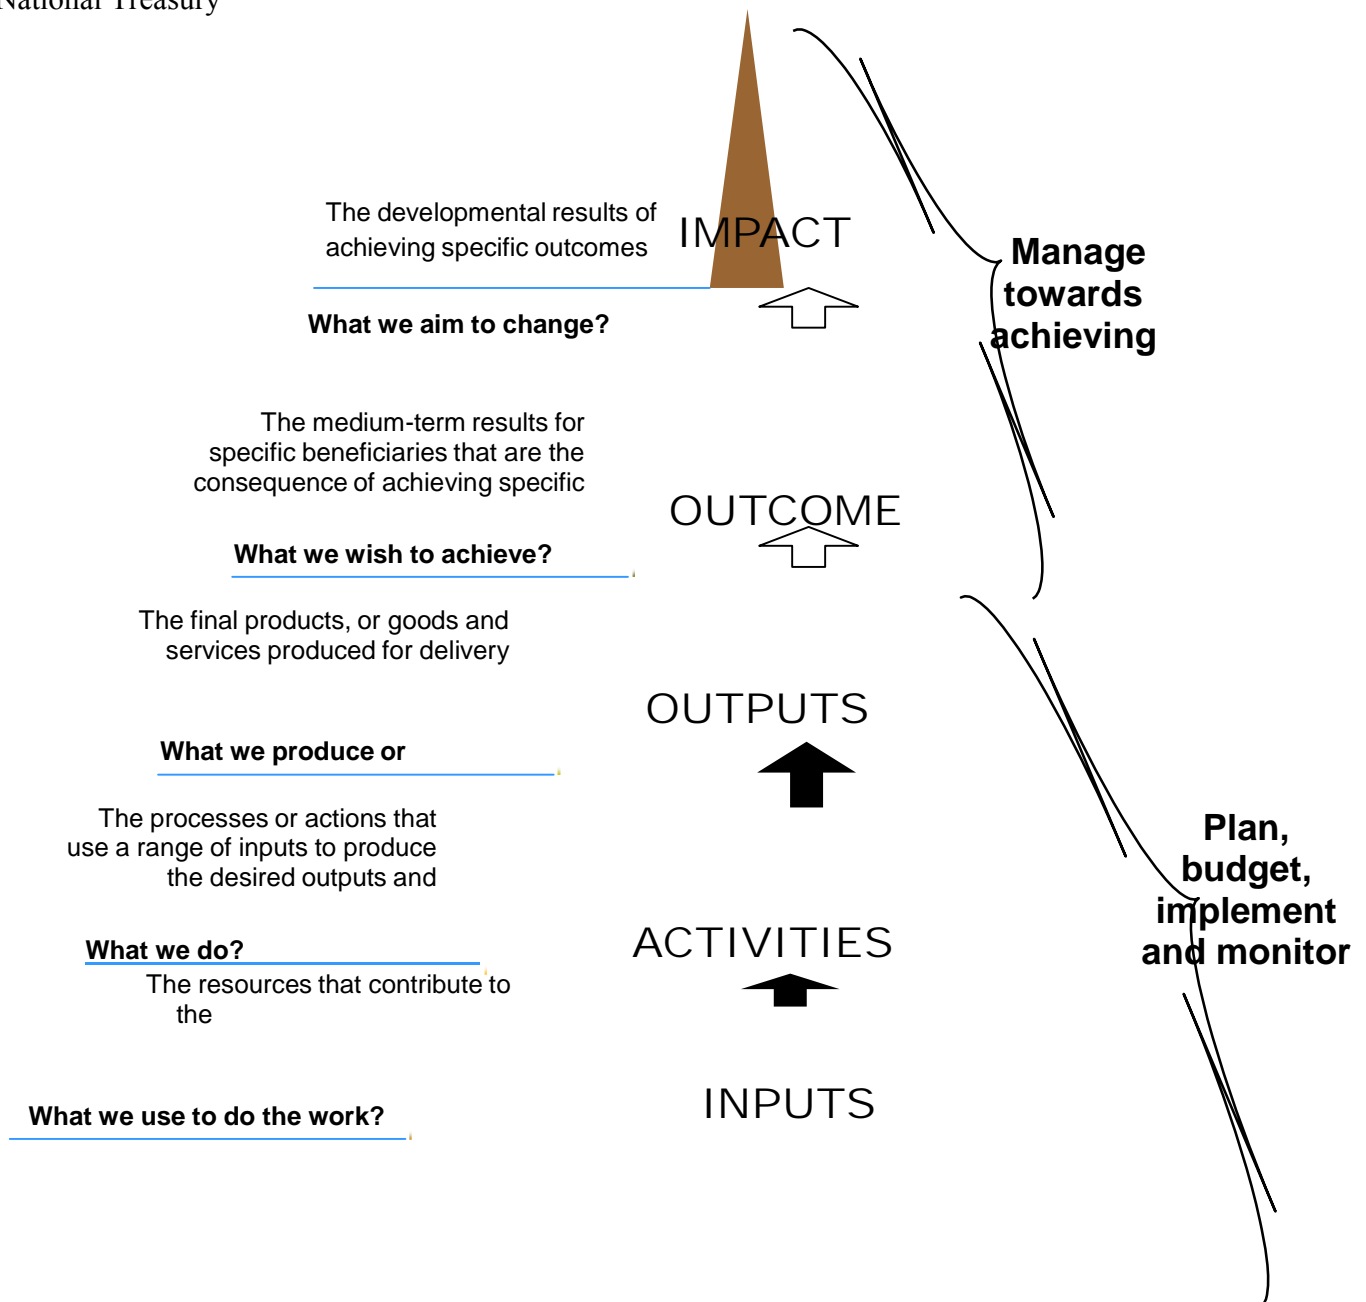 National Treasury
The developmental results of
achieving specific outcomes
IMPACT
What we aim to change?
Manage
towards
achieving
The medium-term results for
specific beneficiaries that are the
consequence of achieving specific
OUTCOME
What we wish to achieve?
The final products, or goods and
services produced for delivery
OUTPUTS
What we produce or
The processes or actions that
use a range of inputs to produce
the desired outputs and
Plan,
budget,
implement
and monitor
ACTIVITIES
What we do?
The resources that contribute to
the
INPUTS
What we use to do the work?